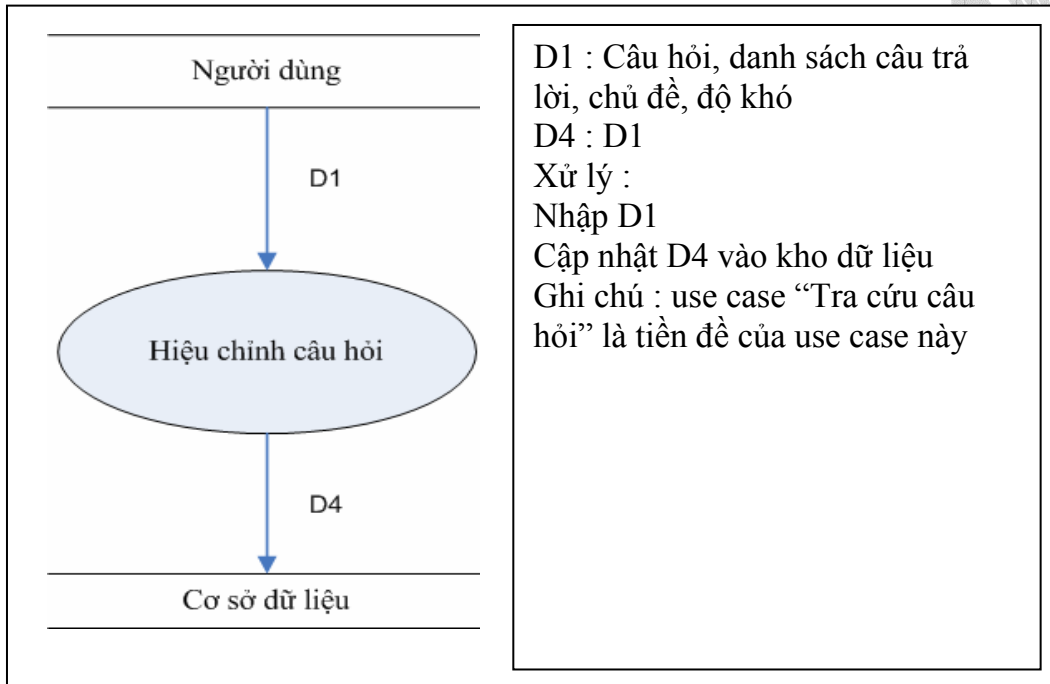 Người dùng
D1
Hiệu chỉnh câu hỏi
D4
Cơ sở dữ liệu
D1 : Câu hỏi, danh sách câu trả
lời, chủ đề, độ khó
D4 : D1
Xử lý :
Nhập D1
Cập nhật D4 vào kho dữ liệu
Ghi chú : use case “Tra cứu câu
hỏi” là tiền đề của use case này